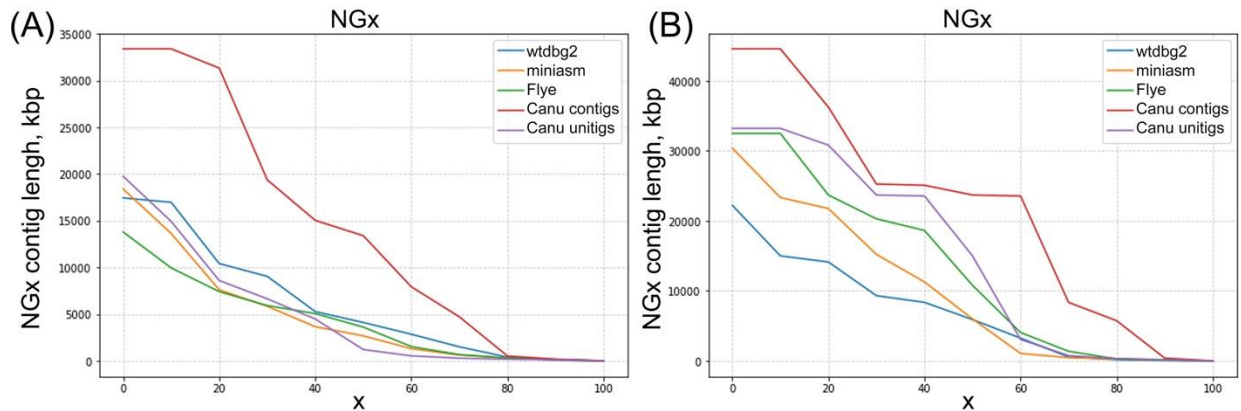 (A)
NGx
NGx contig lengh, kbp
35000
30000
25000
20000
15000
10000
5000
0
0 20 40 60 80 100
x
wtdbg2
miniasm
Flye
Canu contigs
Canu unitigs
(B)
NGx
NGx contig lengh, kbp
40000
30000
20000
10000
0
0 20 40 60 80 100
x
wtdbg2
miniasm
Flye
Canu contigs
Canu unitigs